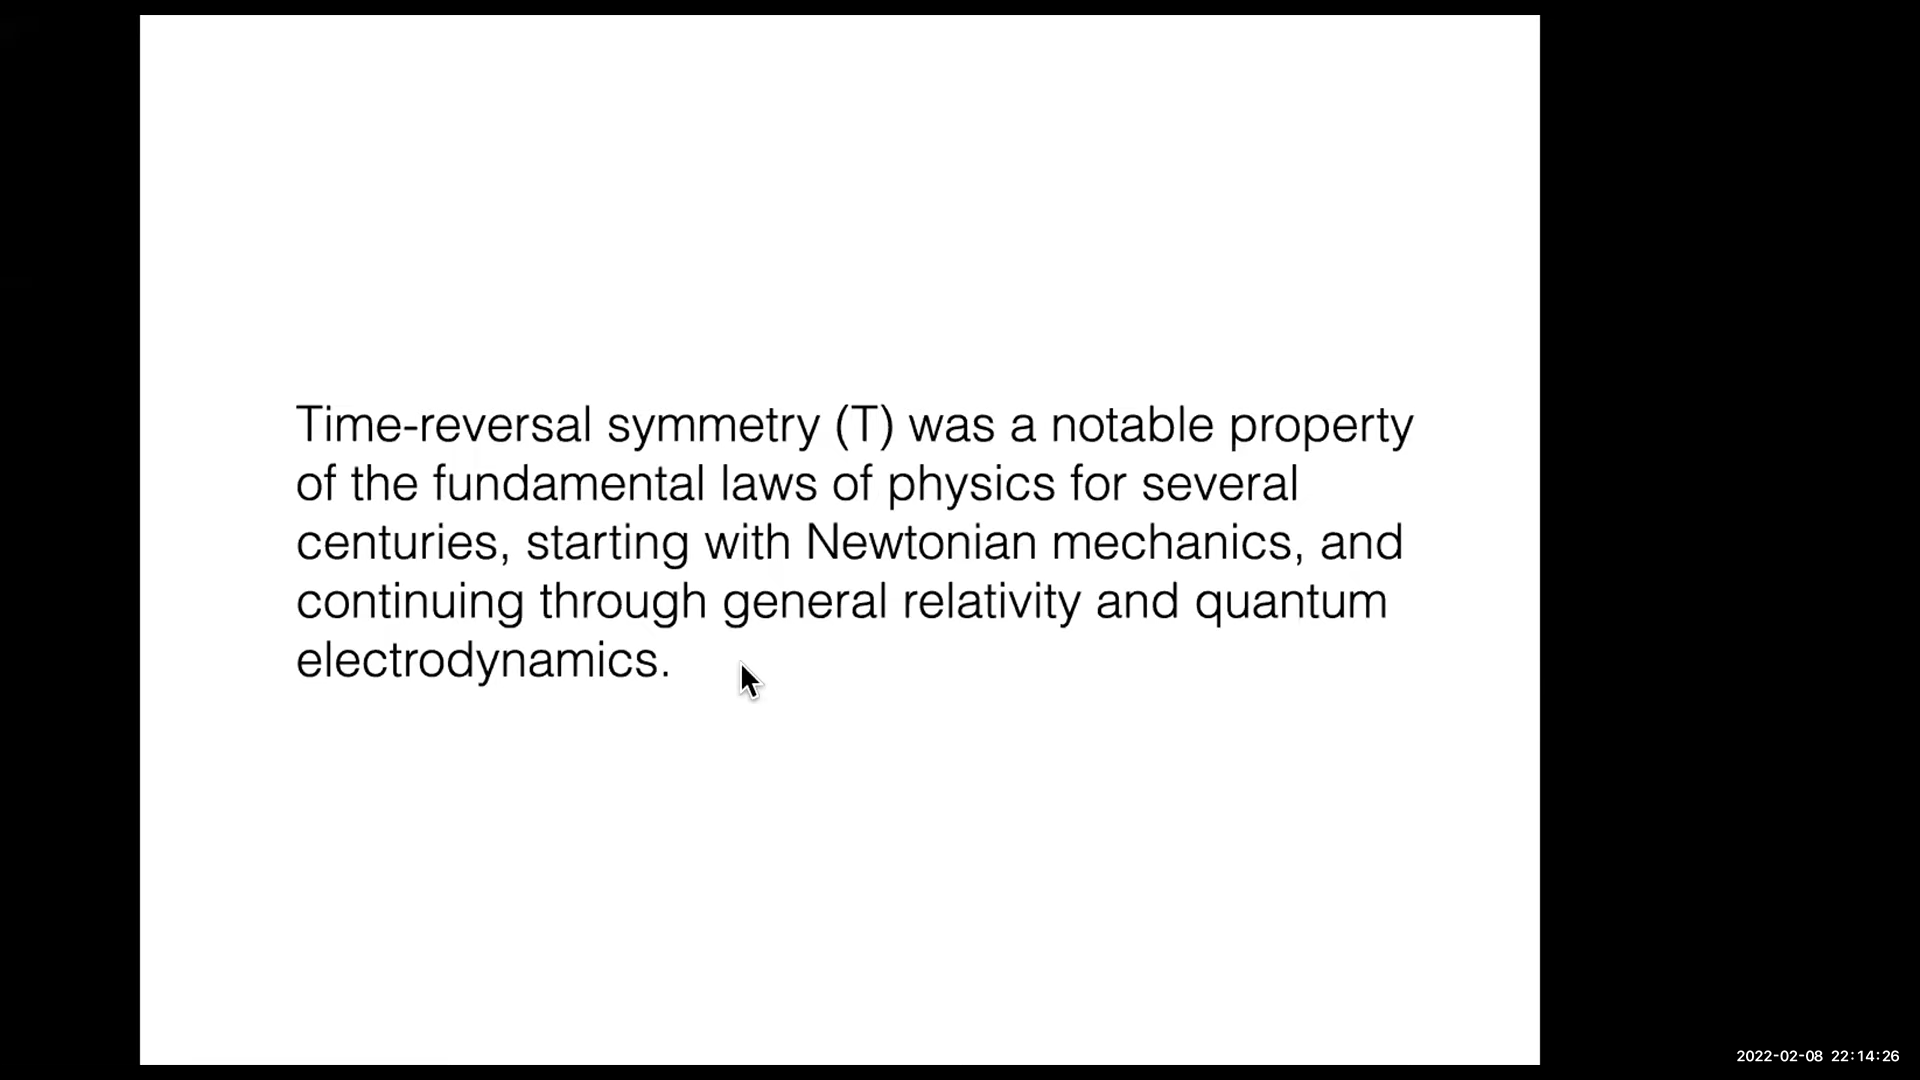 Time-reversal symmetry (T) was a notable property
of the fundamental laws of physics for several
centuries, starting with Newtonian mechanics, and
continuing through general relativity and quantum
electrodynamics.
2022-02-08 22:14:26